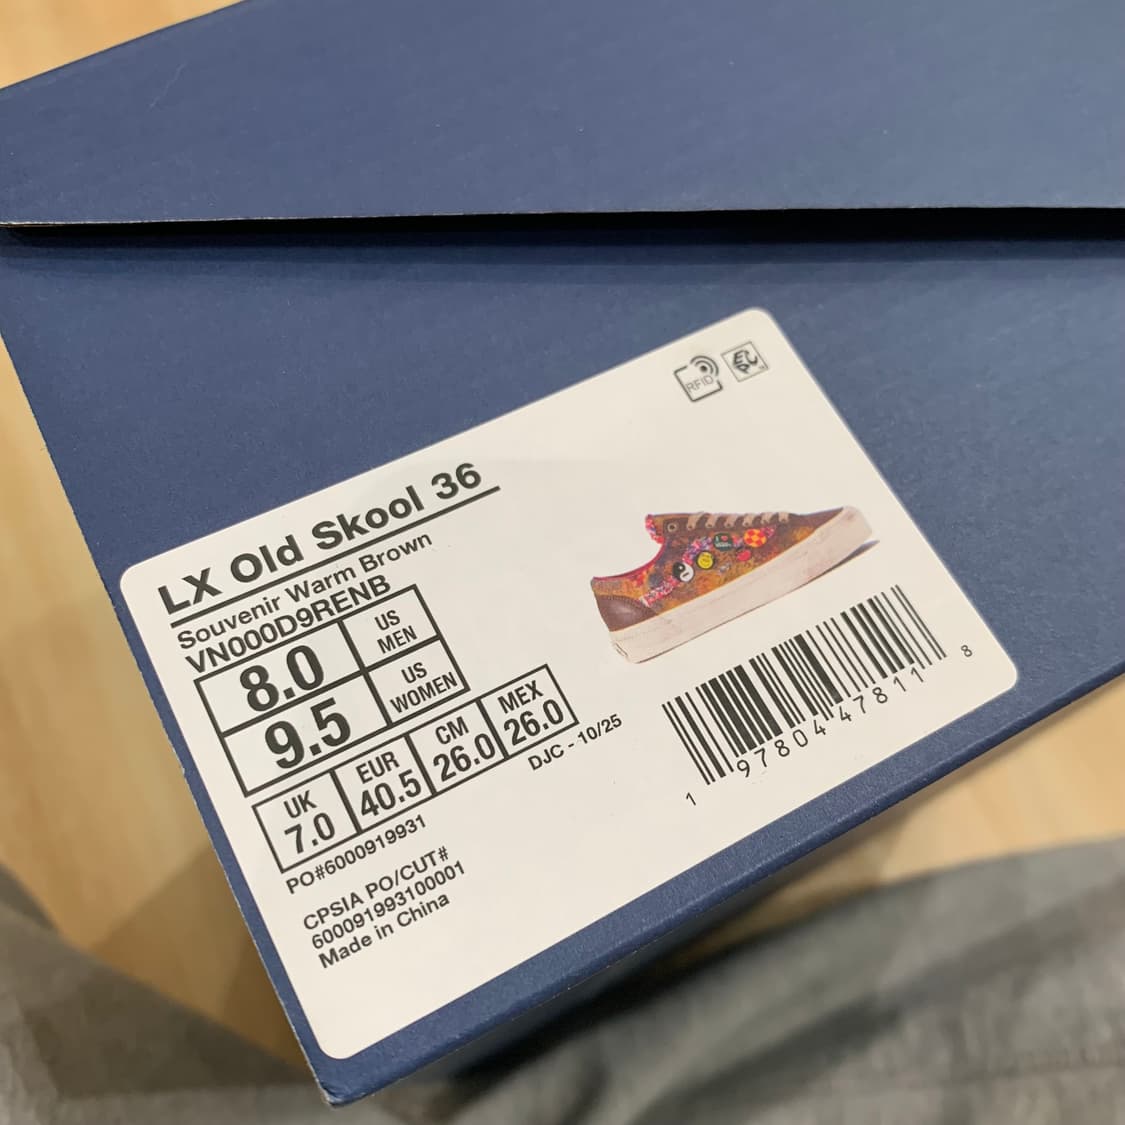 RFID
EPC
LX Old Skool 36
Souvenir Warm Brown
VN000D9RENB
8.0 US MEN
9.5 US WOMEN
UK EUR CM MEX
7.0 40.5 26.0 26.0
DJC - 10/25
PO#6000919931
CPSIA PO/CUT#
600091993100001
Made in China
1 97804 47811 8